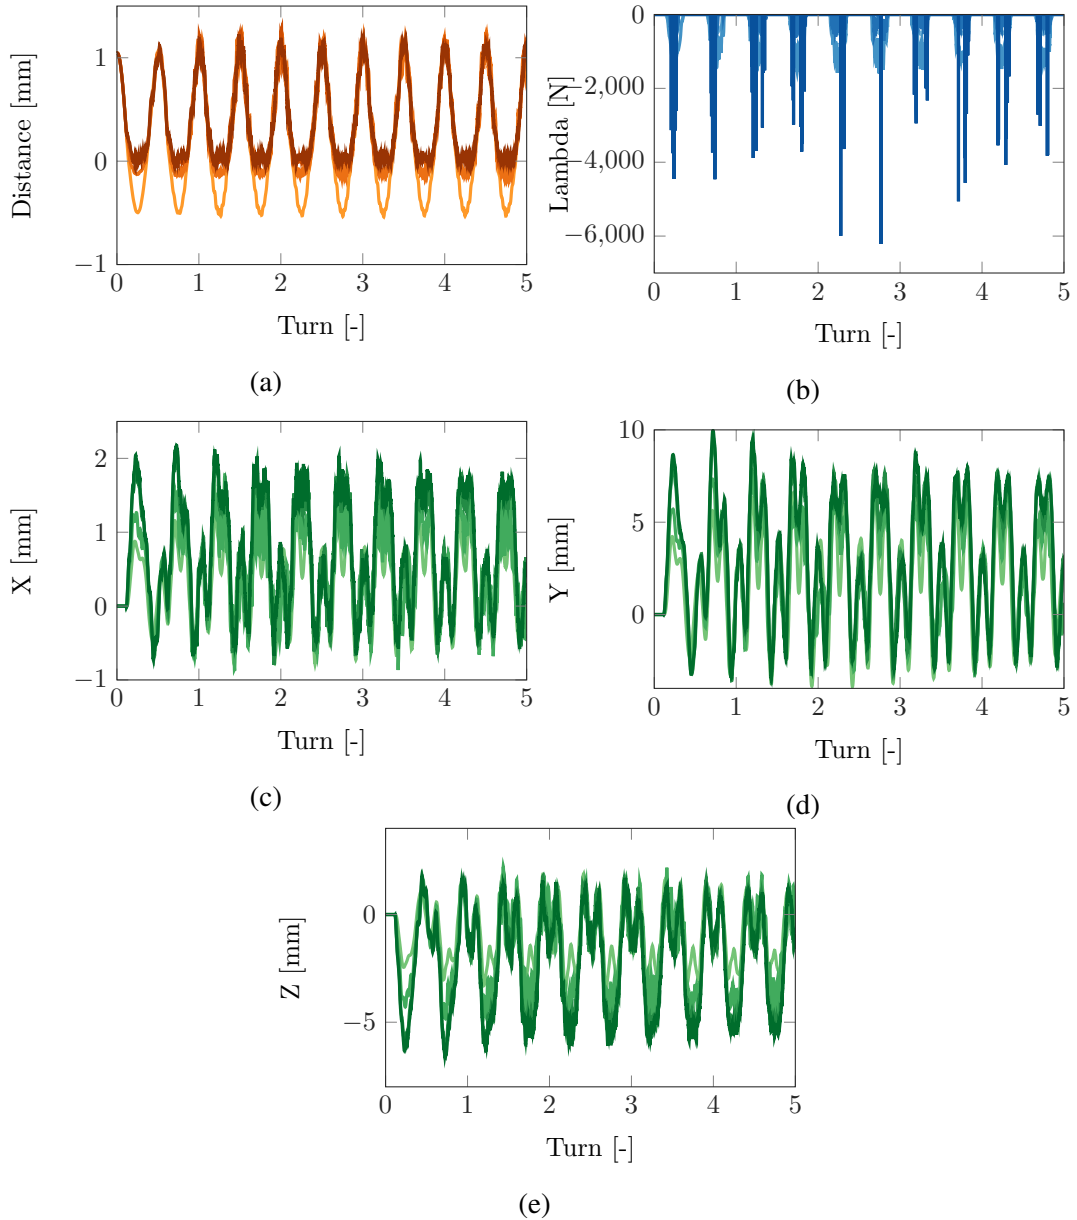 1
0
−1
Distance [mm]
0 1 2 3 4 5
Turn [-]
(a)
0
−2,000
−4,000
−6,000
Lambda [N]
0 1 2 3 4 5
Turn [-]
(b)
2
1
0
−1
X [mm]
0 1 2 3 4 5
Turn [-]
(c)
10
5
0
Y [mm]
0 1 2 3 4 5
Turn [-]
(d)
0
−5
Z [mm]
0 1 2 3 4 5
Turn [-]
(e)